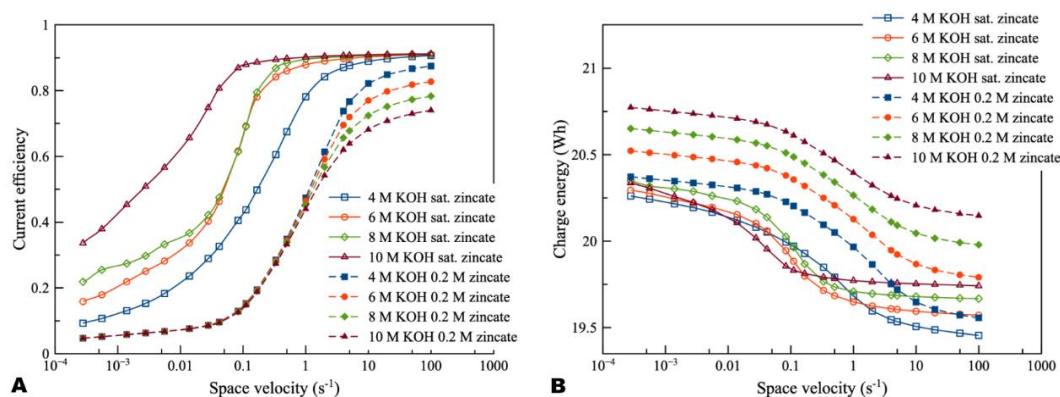 1
0.8
0.6
0.4
0.2
0
Current efficiency
4 M KOH sat. zincate
6 M KOH sat. zincate
8 M KOH sat. zincate
10 M KOH sat. zincate
4 M KOH 0.2 M zincate
6 M KOH 0.2 M zincate
8 M KOH 0.2 M zincate
10 M KOH 0.2 M zincate
10⁻⁴ 10⁻³ 0.01 0.1 1 10 100 1000
Space velocity (s⁻¹)
A
4 M KOH sat. zincate
6 M KOH sat. zincate
8 M KOH sat. zincate
10 M KOH sat. zincate
4 M KOH 0.2 M zincate
6 M KOH 0.2 M zincate
8 M KOH 0.2 M zincate
10 M KOH 0.2 M zincate
21
20.5
20
19.5
Charge energy (Wh)
10⁻⁴ 10⁻³ 0.01 0.1 1 10 100 1000
Space velocity (s⁻¹)
B